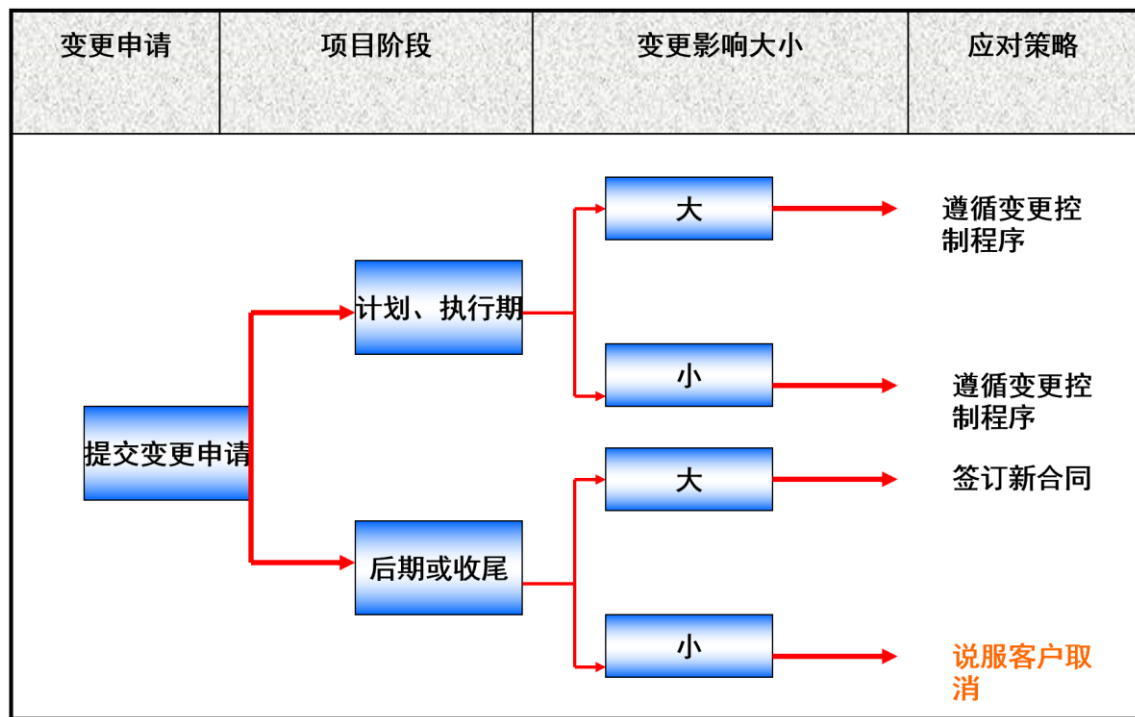 变更申请
项目阶段
变更影响大小
应对策略
大
遵循变更控
制程序
计划、执行期
小
遵循变更控
制程序
提交变更申请
大
签订新合同
后期或收尾
小
说服客户取
消